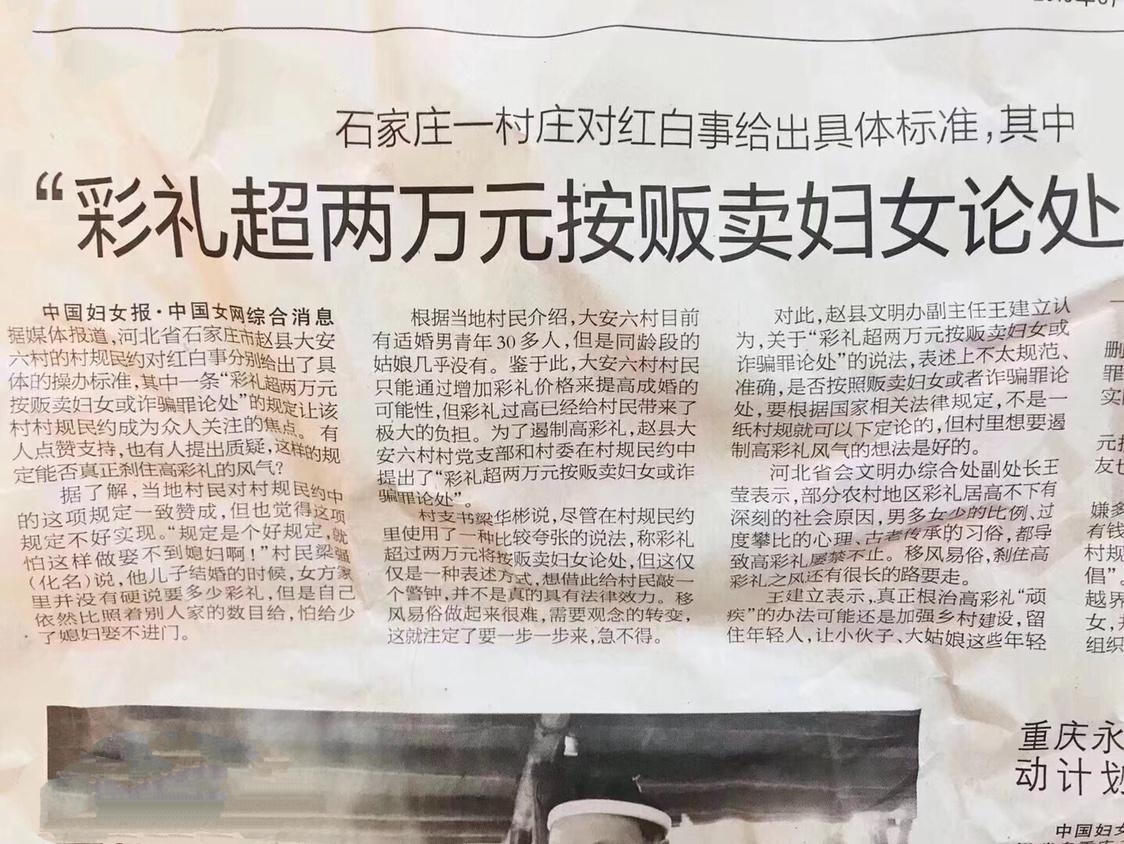 石家庄一村庄对红白事给出具体标准，其中
“彩礼超两万元按贩卖妇女论处
中国妇女报·中国女网综合消息
据媒体报道，河北省石家庄市赵县大安
六村的村规民约对红白事分别给出了具
体的操办标准，其中一条“彩礼超两万元
按贩卖妇女或诈骗罪论处”的规定让该
村村规民约成为众人关注的焦点。有
人点赞支持，也有人提出质疑，这样的规
定能否真正刹住高彩礼的风气？
据了解，当地村民对村规民约中
的这项规定一致赞成，但也觉得这项
规定不好实现。“规定是个好规定，就
怕这样做娶不到媳妇啊！”村民梁强
（化名）说，他儿子结婚的时候，女方家
里并没有硬说要多少彩礼，但是自己
依然比照着别人家的数目给，怕给少
了媳妇娶不进门。
根据当地村民介绍，大安六村目前
有适婚男青年30多人，但是同龄段的
姑娘几乎没有。鉴于此，大安六村村民
只能通过增加彩礼价格来提高成婚的
可能性，但彩礼过高已经给村民带来了
极大的负担。为了遏制高彩礼，赵县大
安六村村党支部和村委在村规民约中
提出了“彩礼超两万元按贩卖妇女或诈
骗罪论处”。
村支书梁华彬说，尽管在村规民约
里使用了一种比较夸张的说法，称彩礼
超过两万元将按贩卖妇女论处，但这仅
仅是一种表述方式，想借此给村民敲一
个警钟，并不是真的具有法律效力。移
风易俗做起来很难，需要观念的转变，
这就注定了要一步一步来，急不得。
对此，赵县文明办副主任王建立认
为，关于“彩礼超两万元按贩卖妇女或
诈骗罪论处”的说法，表述上不太规范、
准确，是否按照贩卖妇女或者诈骗罪论
处，要根据国家相关法律规定，不是一
纸村规就可以下定论的，但村里想要遏
制高彩礼风气的想法是好的。
河北省会文明办综合处副处长王
莹表示，部分农村地区彩礼居高不下有
深刻的社会原因，男多女少的比例、过
度攀比的心理、古老传承的习俗，都导
致高彩礼屡禁不止。移风易俗，刹住高
彩礼之风还有很长的路要走。
王建立表示，真正根治高彩礼“顽
疾”的办法可能还是加强乡村建设，留
住年轻人，让小伙子、大姑娘这些年轻
删
罪
实
元
友
嫌多
有钱
村规
倡”。
越界
女，
组织
重庆永
动计划
中国妇女